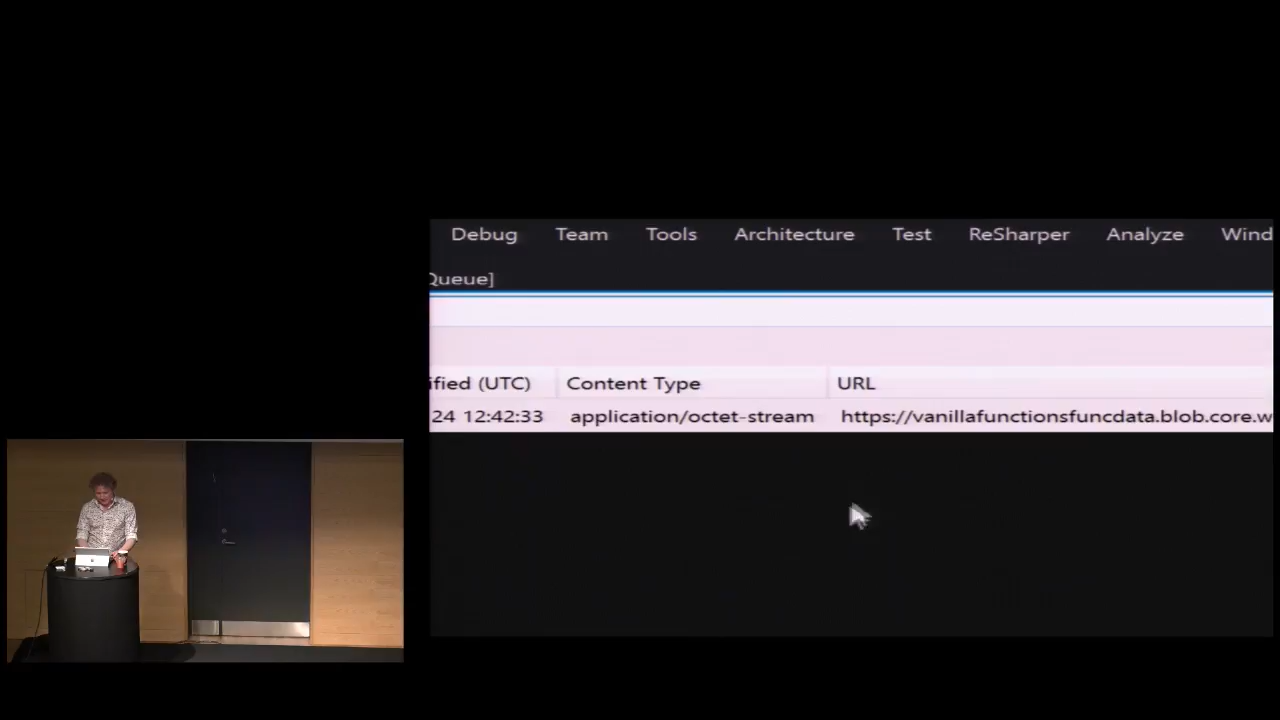 Debug Team Tools Architecture Test ReSharper Analyze Wind
Queue]
ified (UTC) Content Type URL
24 12:42:33 application/octet-stream https://vanillafunctionsfuncdata.blob.core.w